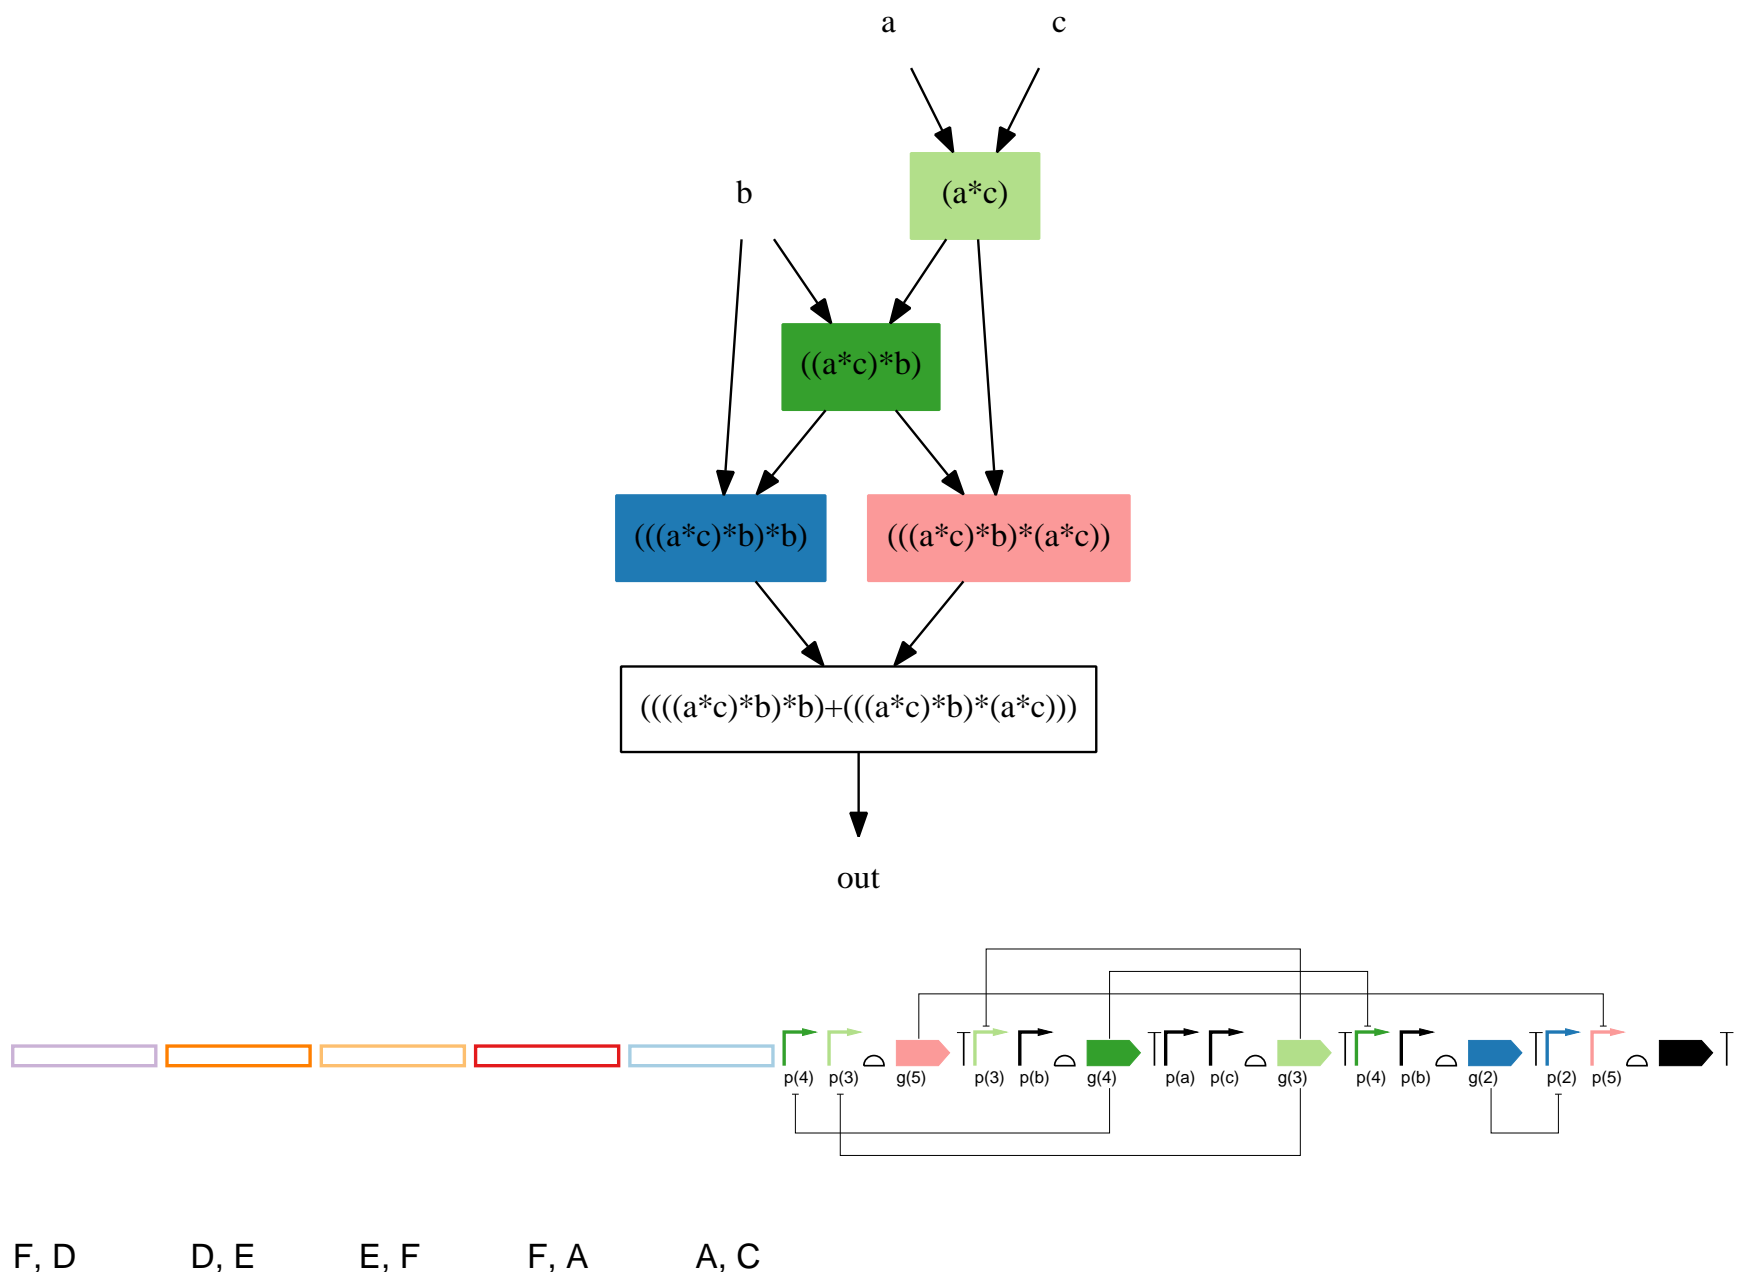 a c
b (a*c)
((a*c)*b)
(((a*c)*b)*b) (((a*c)*b)*(a*c))
((((a*c)*b)*b)+(((a*c)*b)*(a*c)))
out
p(4) p(3) g(5) p(3) p(b) g(4) p(a) p(c) g(3) p(4) p(b) g(2) p(2) p(5)
F, D D, E E, F F, A A, C